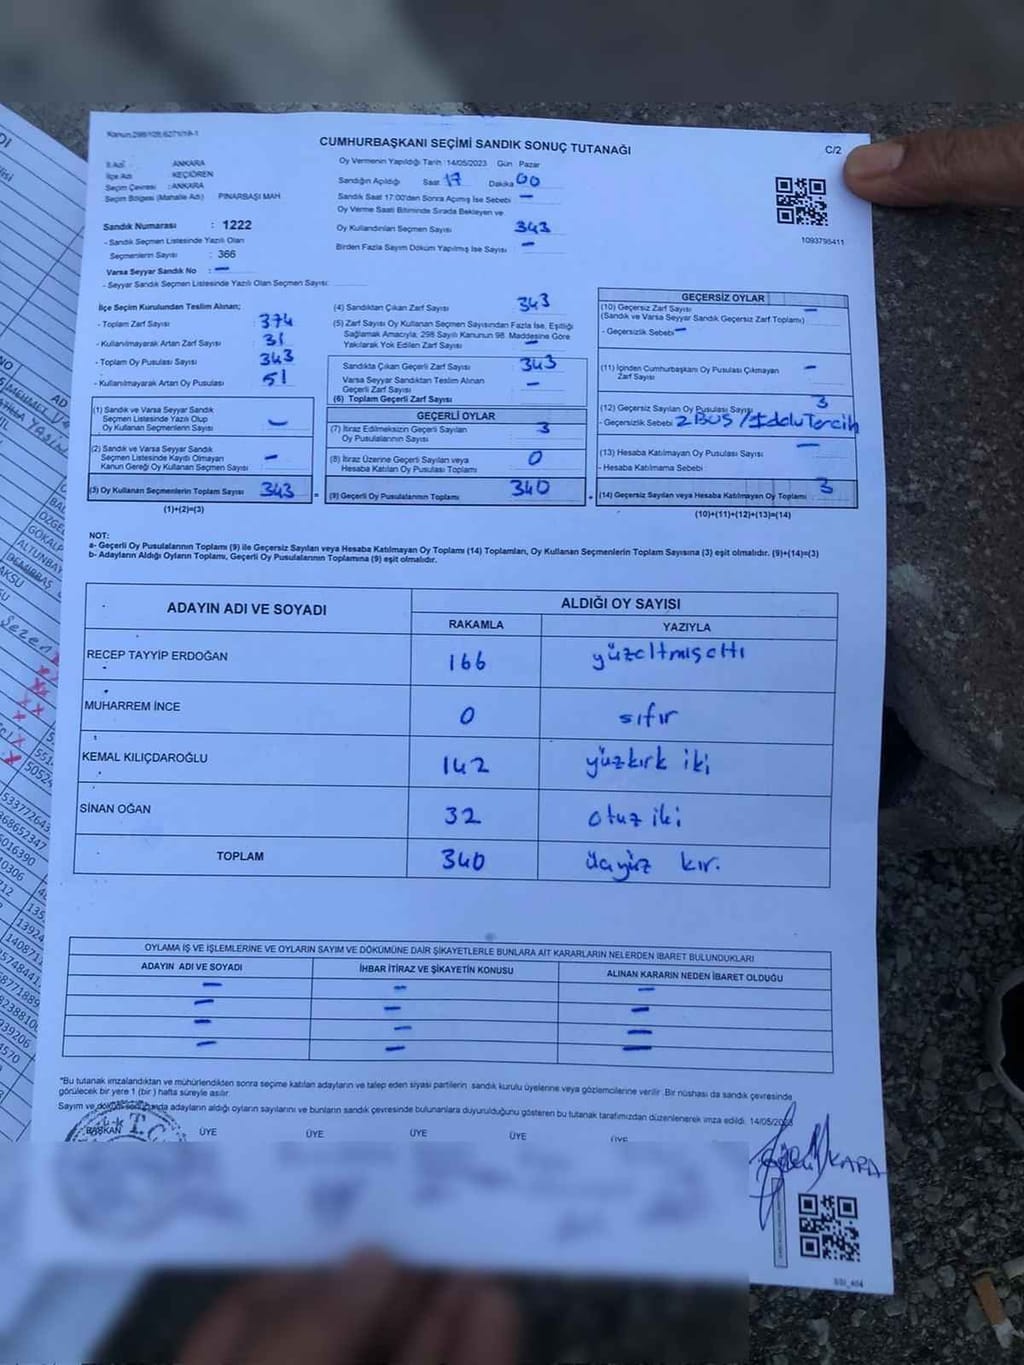 Kanun:298/105;6271/19-1
CUMHURBAŞKANI SEÇİMİ SANDIK SONUÇ TUTANAĞI
C/2
İl Adı : ANKARA
İlçe Adı : KEÇİÖREN
Seçim Çevresi : ANKARA
Seçim Bölgesi (Mahalle Adı) : PINARBAŞI MAH
Sandık Numarası : 1222
- Sandık Seçmen Listesinde Yazılı Olan
Seçmenlerin Sayısı : 366
Varsa Seyyar Sandık No : -
- Seyyar Sandık Seçmen Listesinde Yazılı Olan Seçmen Sayısı:
Oy Vermenin Yapıldığı Tarih :14/05/2023 Gün Pazar
Sandığın Açıldığı Saat 17 Dakika 00
Sandık Saat 17:00'den Sonra Açılmış İse Sebebi -
Oy Verme Saati Bitiminde Sırada Bekleyen ve
Oy Kullandırılan Seçmen Sayısı 343
Birden Fazla Sayım Döküm Yapılmış İse Sayısı -
1093795411
İlçe Seçim Kurulundan Teslim Alınan;
- Toplam Zarf Sayısı 374
- Kullanılmayarak Artan Zarf Sayısı 31
- Toplam Oy Pusulası Sayısı 343
- Kullanılmayarak Artan Oy Pusulası 51
(1) Sandık ve Varsa Seyyar Sandık
Seçmen Listesinde Yazılı Olup
Oy Kullanan Seçmenlerin Sayısı -
(2) Sandık ve Varsa Seyyar Sandık
Seçmen Listesinde Kayıtlı Olmayan
Kanun Gereği Oy Kullanan Seçmen Sayısı -
(3) Oy Kullanan Seçmenlerin Toplam Sayısı 343
(1)+(2)=(3)
(4) Sandıktan Çıkan Zarf Sayısı 343
(5) Zarf Sayısı Oy Kullanan Seçmen Sayısından Fazla İse, Eşitliği
Sağlamak Amacıyla; 298 Sayılı Kanunun 98. Maddesine Göre
Yakılarak Yok Edilen Zarf Sayısı -
Sandıkta Çıkan Geçerli Zarf Sayısı 343
Varsa Seyyar Sandıktan Teslim Alınan
Geçerli Zarf Sayısı -
(6) Toplam Geçerli Zarf Sayısı
GEÇERLİ OYLAR
(7) İtiraz Edilmeksizin Geçerli Sayılan
Oy Pusulalarının Sayısı 3
(8) İtiraz Üzerine Geçerli Sayılan veya
Hesaba Katılan Oy Pusulası Toplamı 0
= (9) Geçerli Oy Pusulalarının Toplamı 340
GEÇERSİZ OYLAR
(10) Geçersiz Zarf Sayısı
(Sandık ve Varsa Seyyar Sandık Geçersiz Zarf Toplamı) -
- Geçersizlik Sebebi -
(11) İçinden Cumhurbaşkanı Oy Pusulası Çıkmayan
Zarf Sayısı -
(12) Geçersiz Sayılan Oy Pusulası Sayısı 3
- Geçersizlik Sebebi 2 BUS /
(13) Hesaba Katılmayan Oy Pusulası Sayısı -
- Hesaba Katılmama Sebebi
+ (14) Geçersiz Sayılan veya Hesaba Katılmayan Oy Toplamı 3
(10)+(11)+(12)+(13)=(14)
NOT:
a- Geçerli Oy Pusulalarının Toplamı (9) ile Geçersiz Sayılan veya Hesaba Katılmayan Oy Toplamı (14) Toplamları, Oy Kullanan Seçmenlerin Toplam Sayısına (3) eşit olmalıdır. (9)+(14)=(3)
b- Adayların Aldığı Oyların Toplamı, Geçerli Oy Pusulalarının Toplamına (9) eşit olmalıdır.
ADAYIN ADI VE SOYADI ALDIĞI OY SAYISI
RAKAMLA YAZIYLA
RECEP TAYYİP ERDOĞAN 166 yüzaltmışaltı
MUHARREM İNCE 0 sıfır
KEMAL KILIÇDAROĞLU 142 yüzkırk iki
SİNAN OĞAN 32 otuz iki
TOPLAM 340 üçyüz kır.
OYLAMA İŞ VE İŞLEMLERİNE VE OYLARIN SAYIM VE DÖKÜMÜNE DAİR ŞİKAYETLERLE BUNLARA AİT KARARLARIN NELERDEN İBARET BULUNDUKLARI
ADAYIN ADI VE SOYADI İHBAR İTİRAZ VE ŞİKAYETİN KONUSU ALINAN KARARIN NEDEN İBARET OLDUĞU
- - -
- - -
- - -
- - -
*Bu tutanak imzalandıktan ve mühürlendikten sonra seçime katılan adayların ve talep eden siyasi partilerin sandık kurulu üyelerine veya gözlemcilerine verilir. Bir nüshası da sandık çevresinde
görülecek bir yere 1 (bir) hafta süreyle asılır.
Sayım ve döküm sonunda adayların aldığı oyların sayılarını ve bunların sandık çevresinde bulunanlara duyurulduğunu gösteren bu tutanak tarafımızdan düzenlenerek imza edildi. 14/05/2023
BAŞKAN ÜYE ÜYE ÜYE ÜYE ÜYE
T.C.
KARA